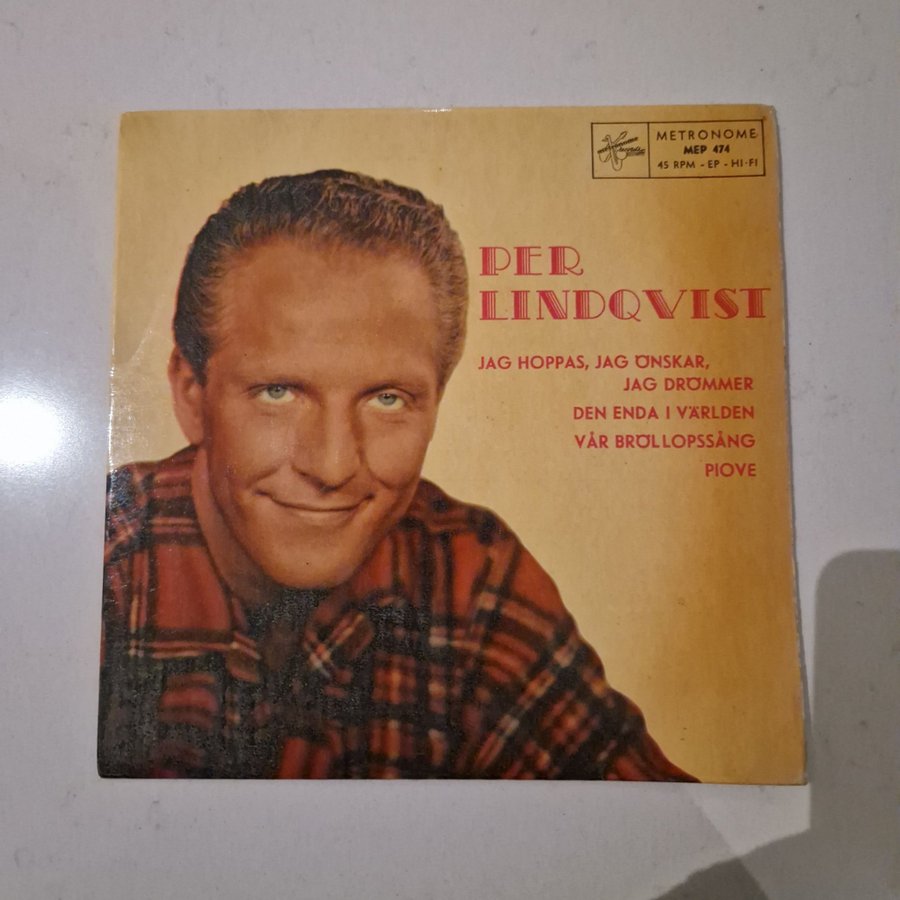 METRONOME
MEP 474
45 RPM - EP - HI-FI
PER
LINDQVIST
JAG HOPPAS, JAG ÖNSKAR,
JAG DRÖMMER
DEN ENDA I VÄRLDEN
VÅR BRÖLLOPSSÅNG
PIOVE